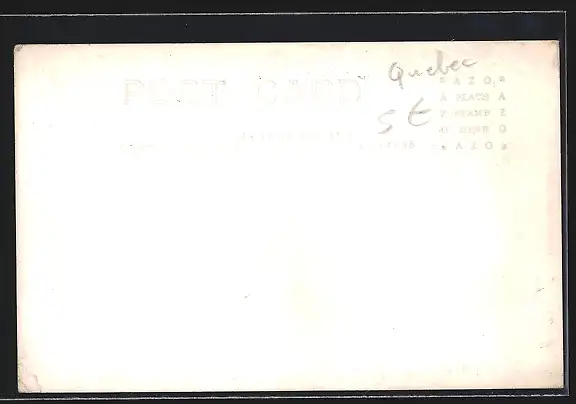 POST CARD
Quebec
5 €
AZO
A PLACE A
Z STAMP Z
O HERE O
AZO